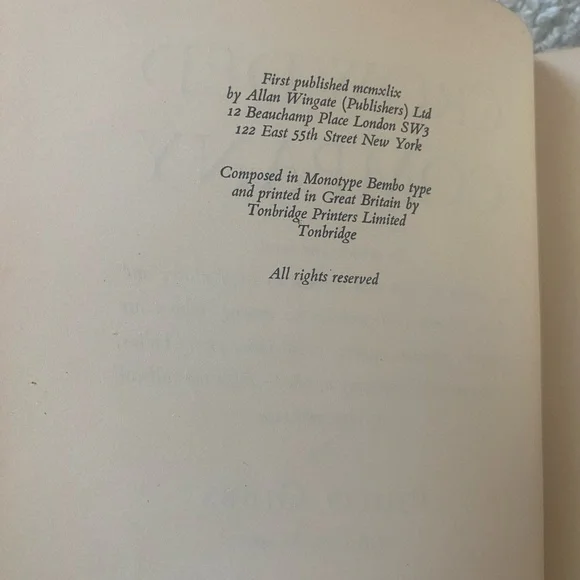 First published mcmxlix
by Allan Wingate (Publishers) Ltd
12 Beauchamp Place London SW3
122 East 55th Street New York
Composed in Monotype Bembo type
and printed in Great Britain by
Tonbridge Printers Limited
Tonbridge
All rights reserved